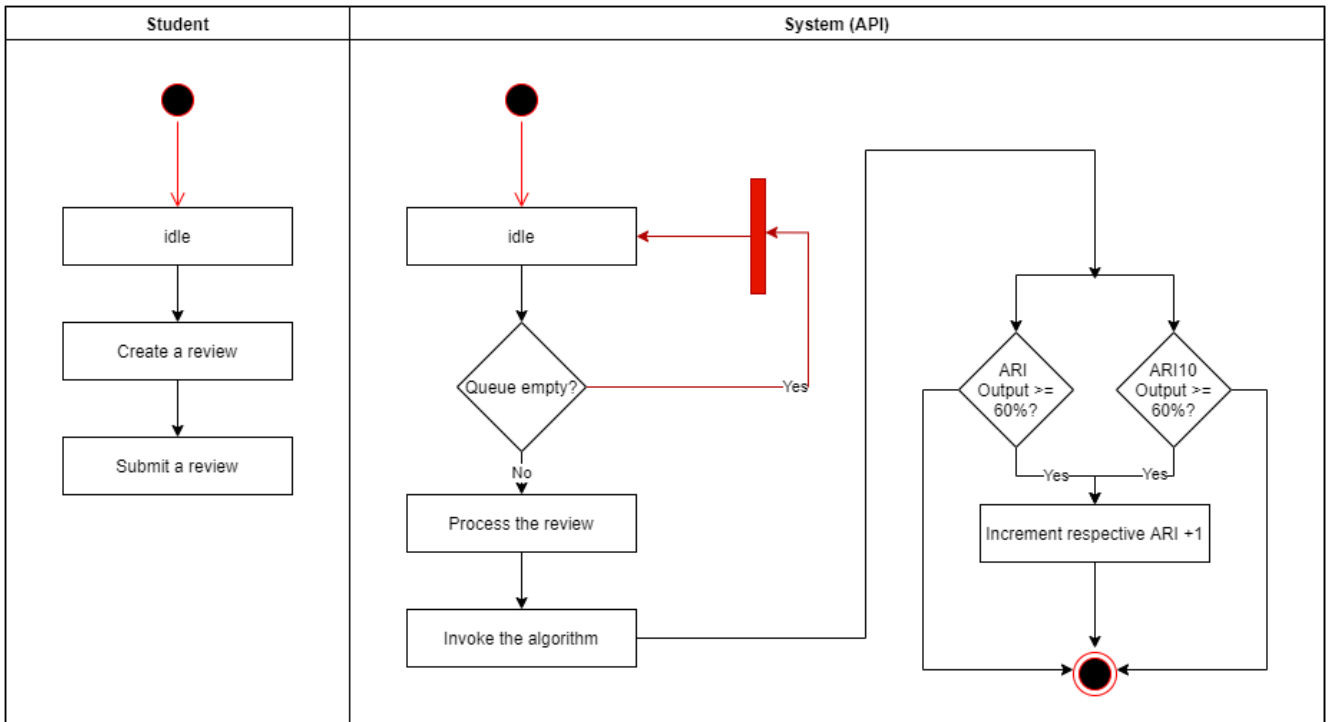 Student
System (API)
idle
Create a review
Submit a review
idle
Queue empty?
Yes
No
Process the review
Invoke the algorithm
ARI
Output >=
60%?
ARI10
Output >=
60%?
Yes
Yes
Increment respective ARI +1